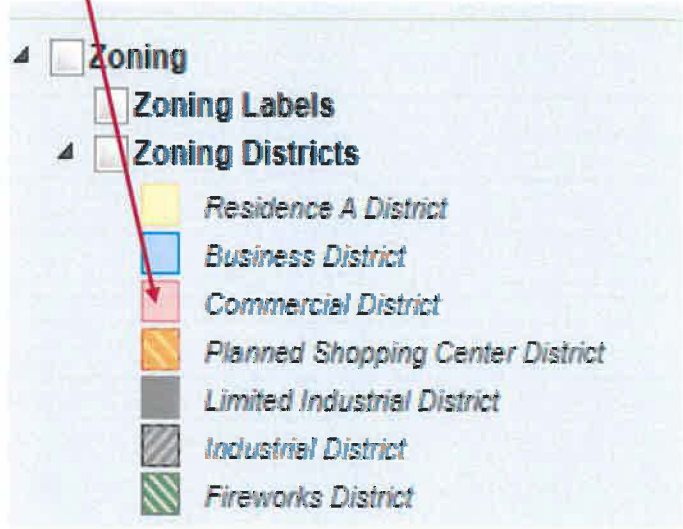 Zoning
Zoning Labels
Zoning Districts
Residence A District
Business District
Commercial District
Planned Shopping Center District
Limited Industrial District
Industrial District
Fireworks District